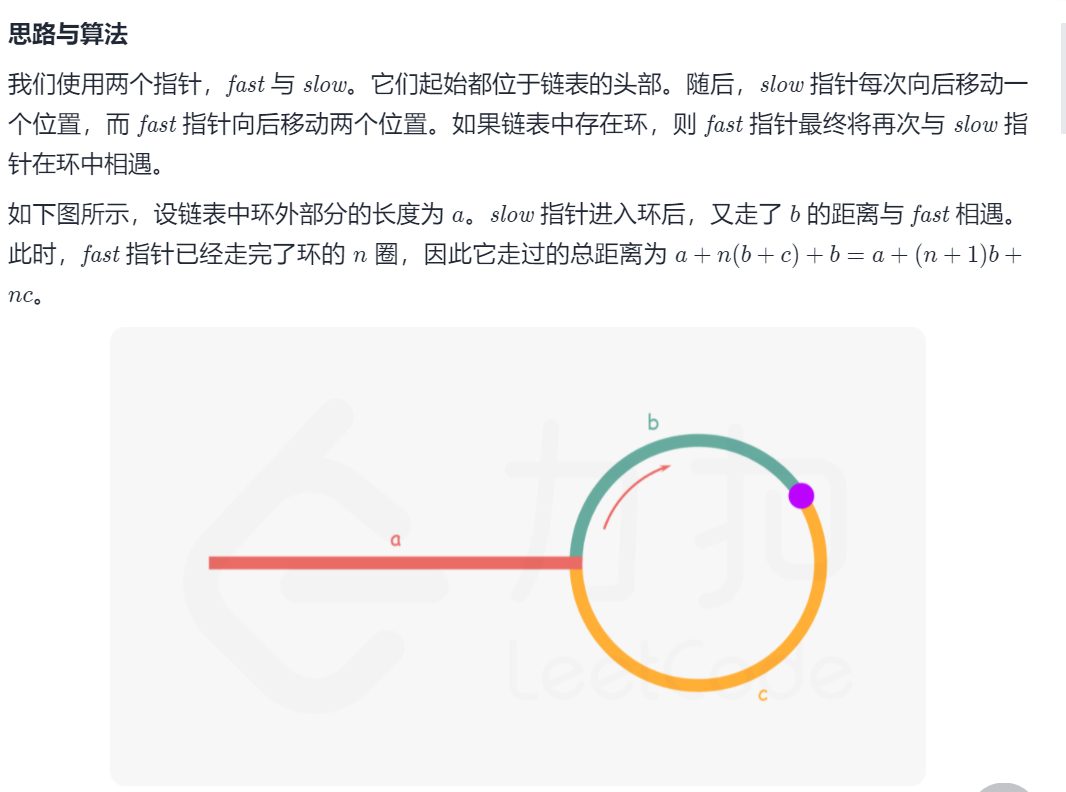 思路与算法
我们使用两个指针，fast 与 slow。它们起始都位于链表的头部。随后，slow 指针每次向后移动一
个位置，而 fast 指针向后移动两个位置。如果链表中存在环，则 fast 指针最终将再次与 slow 指
针在环中相遇。
如下图所示，设链表中环外部分的长度为 a。slow 指针进入环后，又走了 b 的距离与 fast 相遇。
此时，fast 指针已经走完了环的 n 圈，因此它走过的总距离为 a + n(b + c) + b = a + (n + 1)b +
nc。
b
a
力扣
LeetCode
c